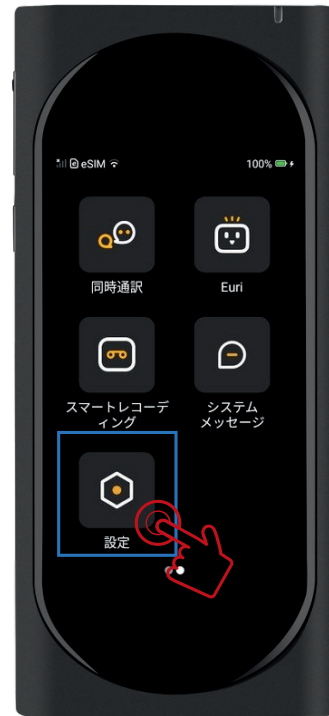 eSIM
100%
同時通訳
Euri
スマートレコーデ
ィング
システム
メッセージ
設定